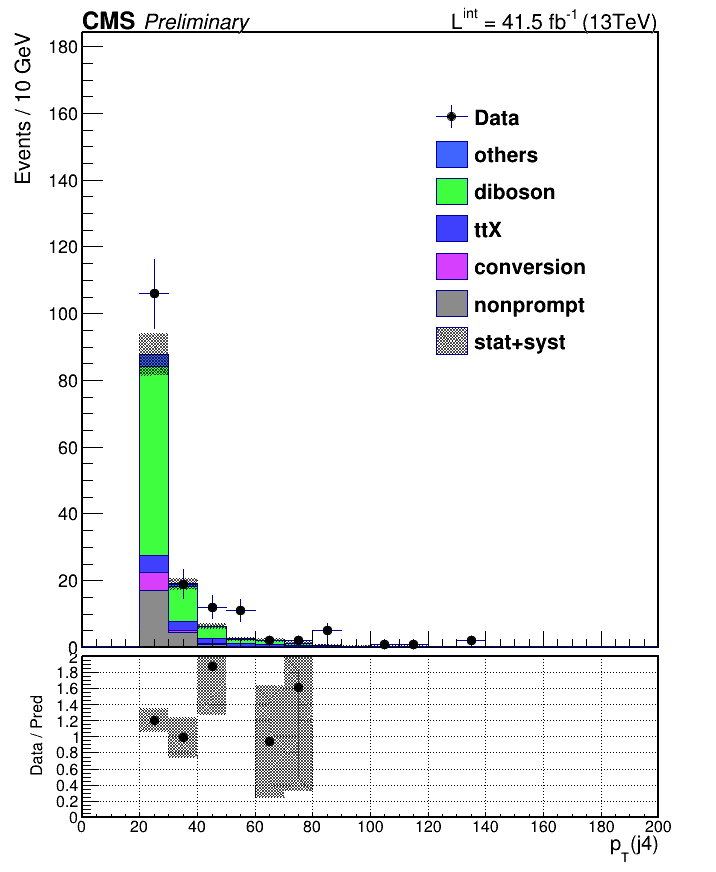 CMS Preliminary L^int = 41.5 fb^-1 (13TeV)
Events / 10 GeV
180
160
140
120
100
80
60
40
20
0
Data
others
diboson
ttX
conversion
nonprompt
stat+syst
Data / Pred
2
1.8
1.6
1.4
1.2
1
0.8
0.6
0.4
0.2
0
0 20 40 60 80 100 120 140 160 180 200
p_T(j4)